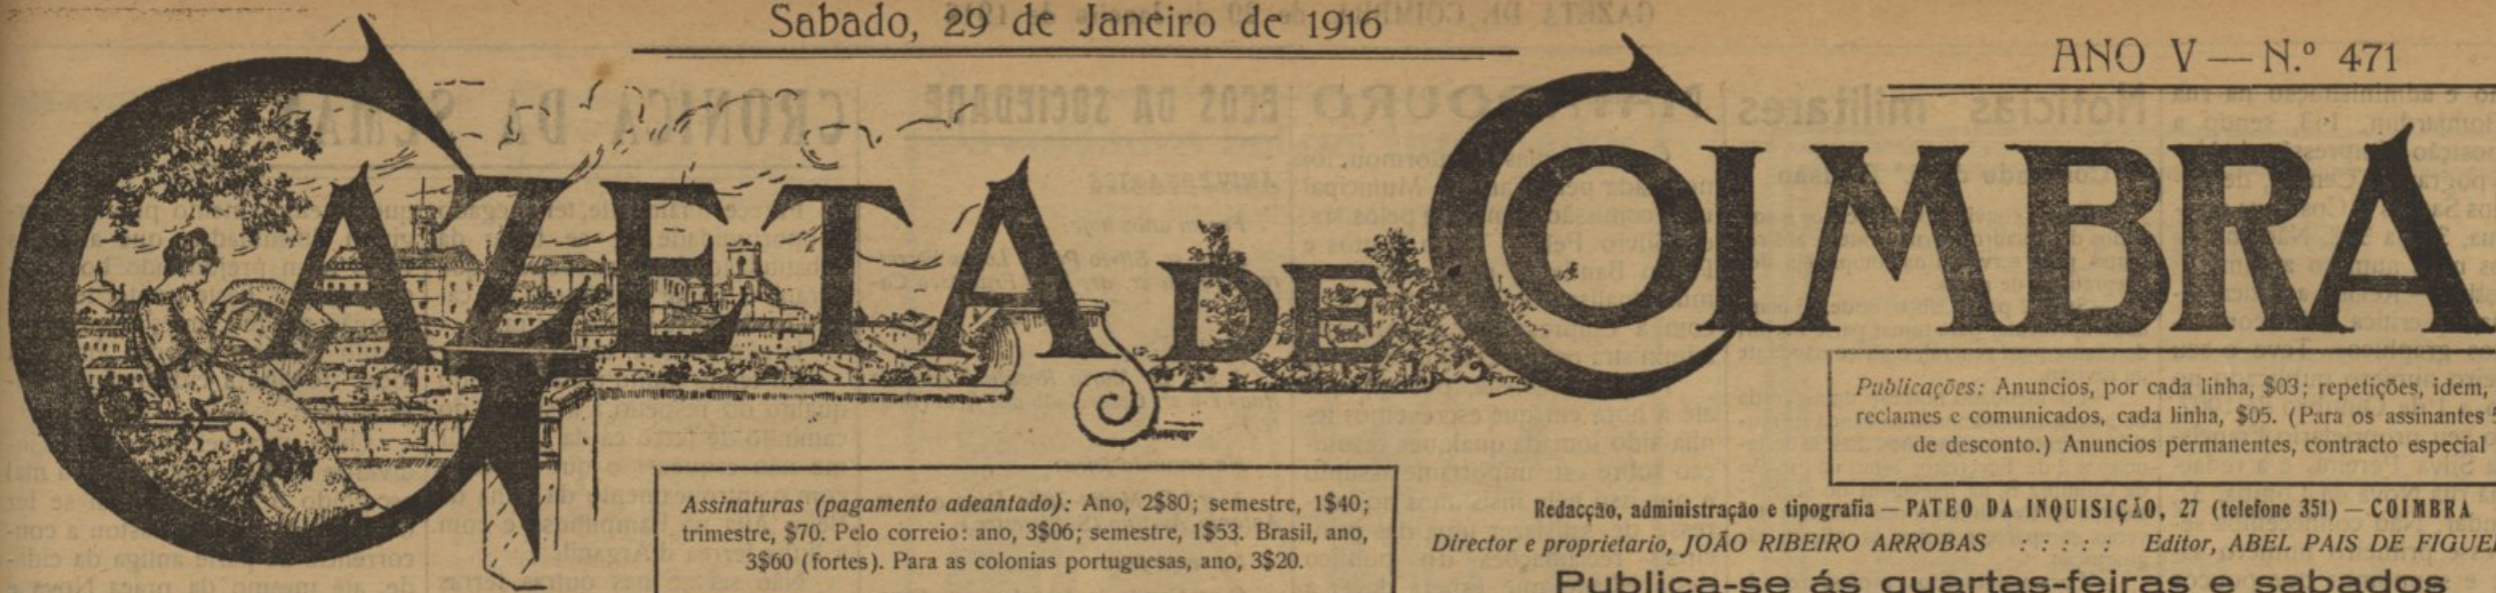 Sabado, 29 de Janeiro de 1916
ANO V — N.º 471
GAZETA DE COIMBRA
Publicações: Anuncios, por cada linha, $03; repetições, idem,
reclames e comunicados, cada linha, $05. (Para os assinantes
de desconto.) Anuncios permanentes, contracto especial
Assinaturas (pagamento adeantado): Ano, 2$80; semestre, 1$40;
trimestre, $70. Pelo correio: ano, 3$06; semestre, 1$53. Brasil, ano,
3$60 (fortes). Para as colonias portuguesas, ano, 3$20.
Redacção, administração e tipografia — PATEO DA INQUISIÇÃO, 27 (telefone 351) — COIMBRA
Director e proprietario, JOÃO RIBEIRO ARROBAS : : : : : Editor, ABEL PAIS DE FIGUEI
Publica-se ás quartas-feiras e sabados